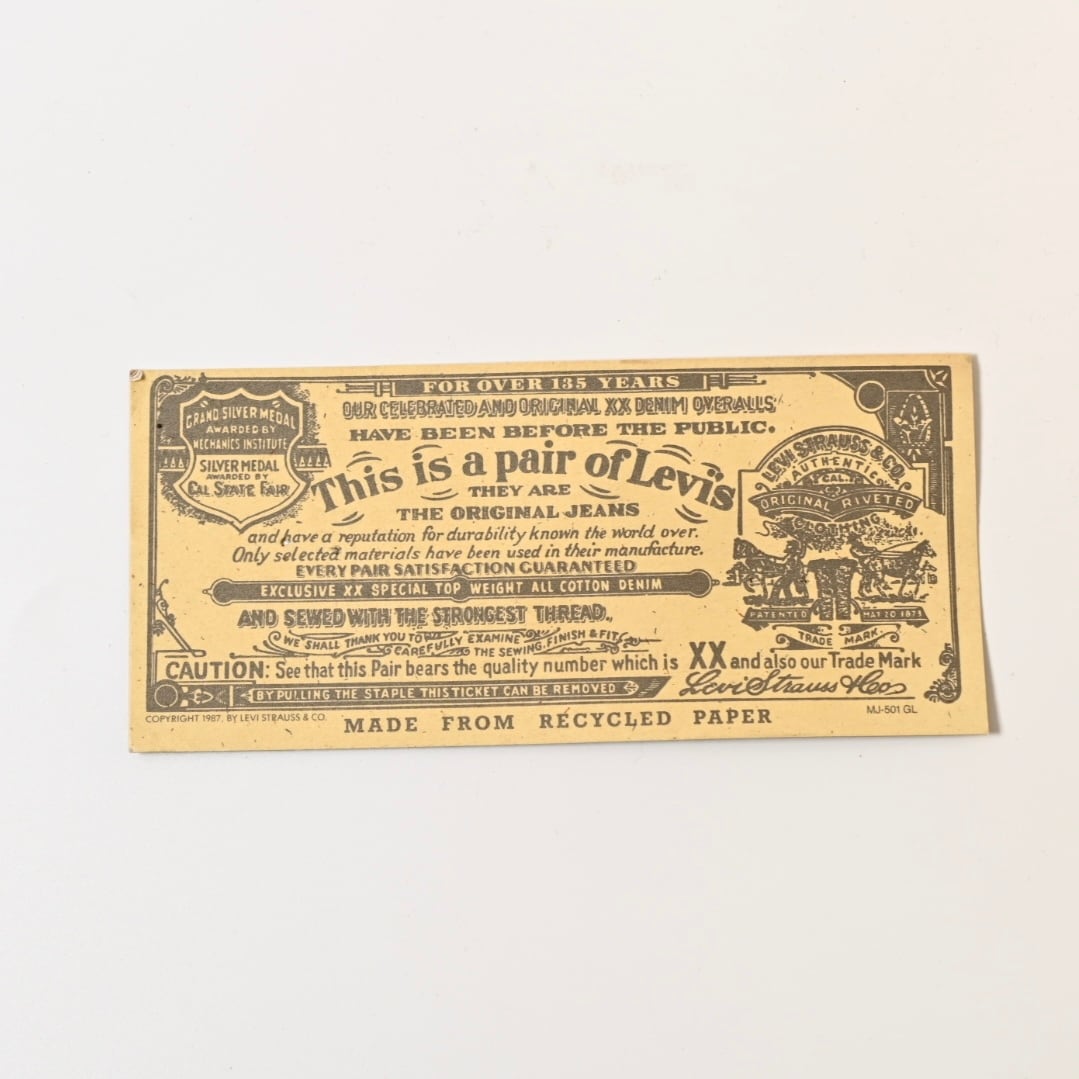 FOR OVER 135 YEARS
OUR CELEBRATED AND ORIGINAL XX DENIM OVERALLS
HAVE BEEN BEFORE THE PUBLIC.
GRAND SILVER MEDAL
AWARDED BY
MECHANICS INSTITUTE
SILVER MEDAL
AWARDED BY
CAL STATE FAIR
This is a pair of Levi's
THEY ARE
THE ORIGINAL JEANS
and have a reputation for durability known the world over.
Only selected materials have been used in their manufacture.
EVERY PAIR SATISFACTION GUARANTEED
EXCLUSIVE XX SPECIAL TOP WEIGHT ALL COTTON DENIM
AND SEWED WITH THE STRONGEST THREAD.
WE SHALL THANK YOU TO CAREFULLY EXAMINE THE SEWING, FINISH & FIT
LEVI STRAUSS & CO.
AUTHENTIC
CAL.
ORIGINAL RIVETED
CLOTHING
PATENTED
MAY 20 1873
TRADE MARK
CAUTION: See that this Pair bears the quality number which is XX and also our Trade Mark
BY PULLING THE STAPLE THIS TICKET CAN BE REMOVED
Levi Strauss & Co
COPYRIGHT 1987, BY LEVI STRAUSS & CO.
MADE FROM RECYCLED PAPER
MJ-501 GL